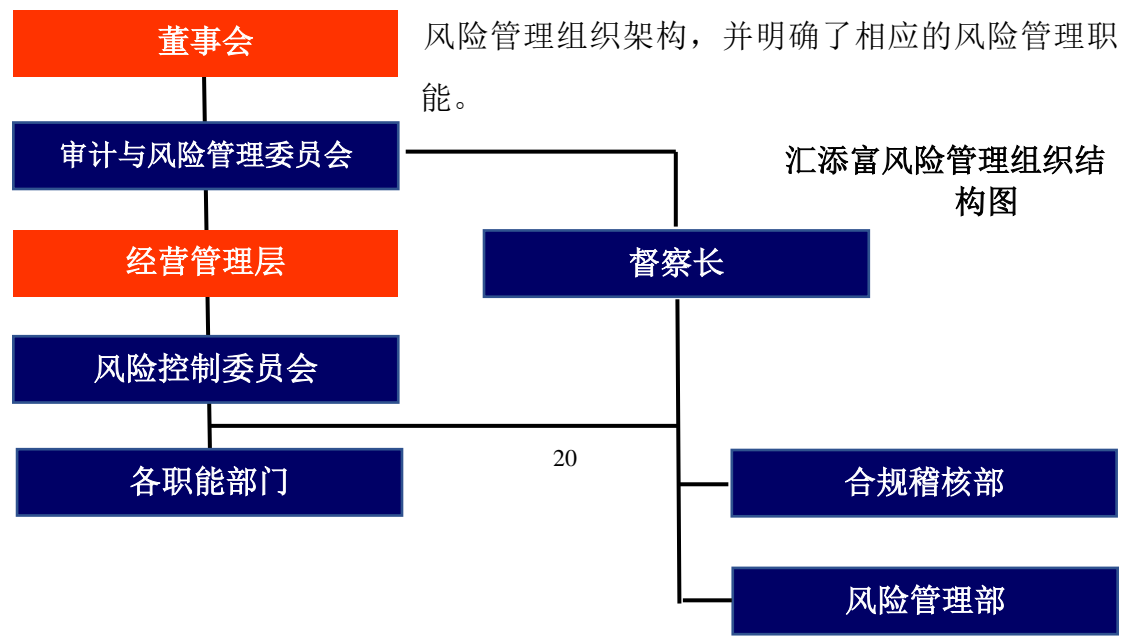 董事会
风险管理组织架构，并明确了相应的风险管理职
能。
审计与风险管理委员会
汇添富风险管理组织结
构图
经营管理层
督察长
风险控制委员会
20
各职能部门
合规稽核部
风险管理部